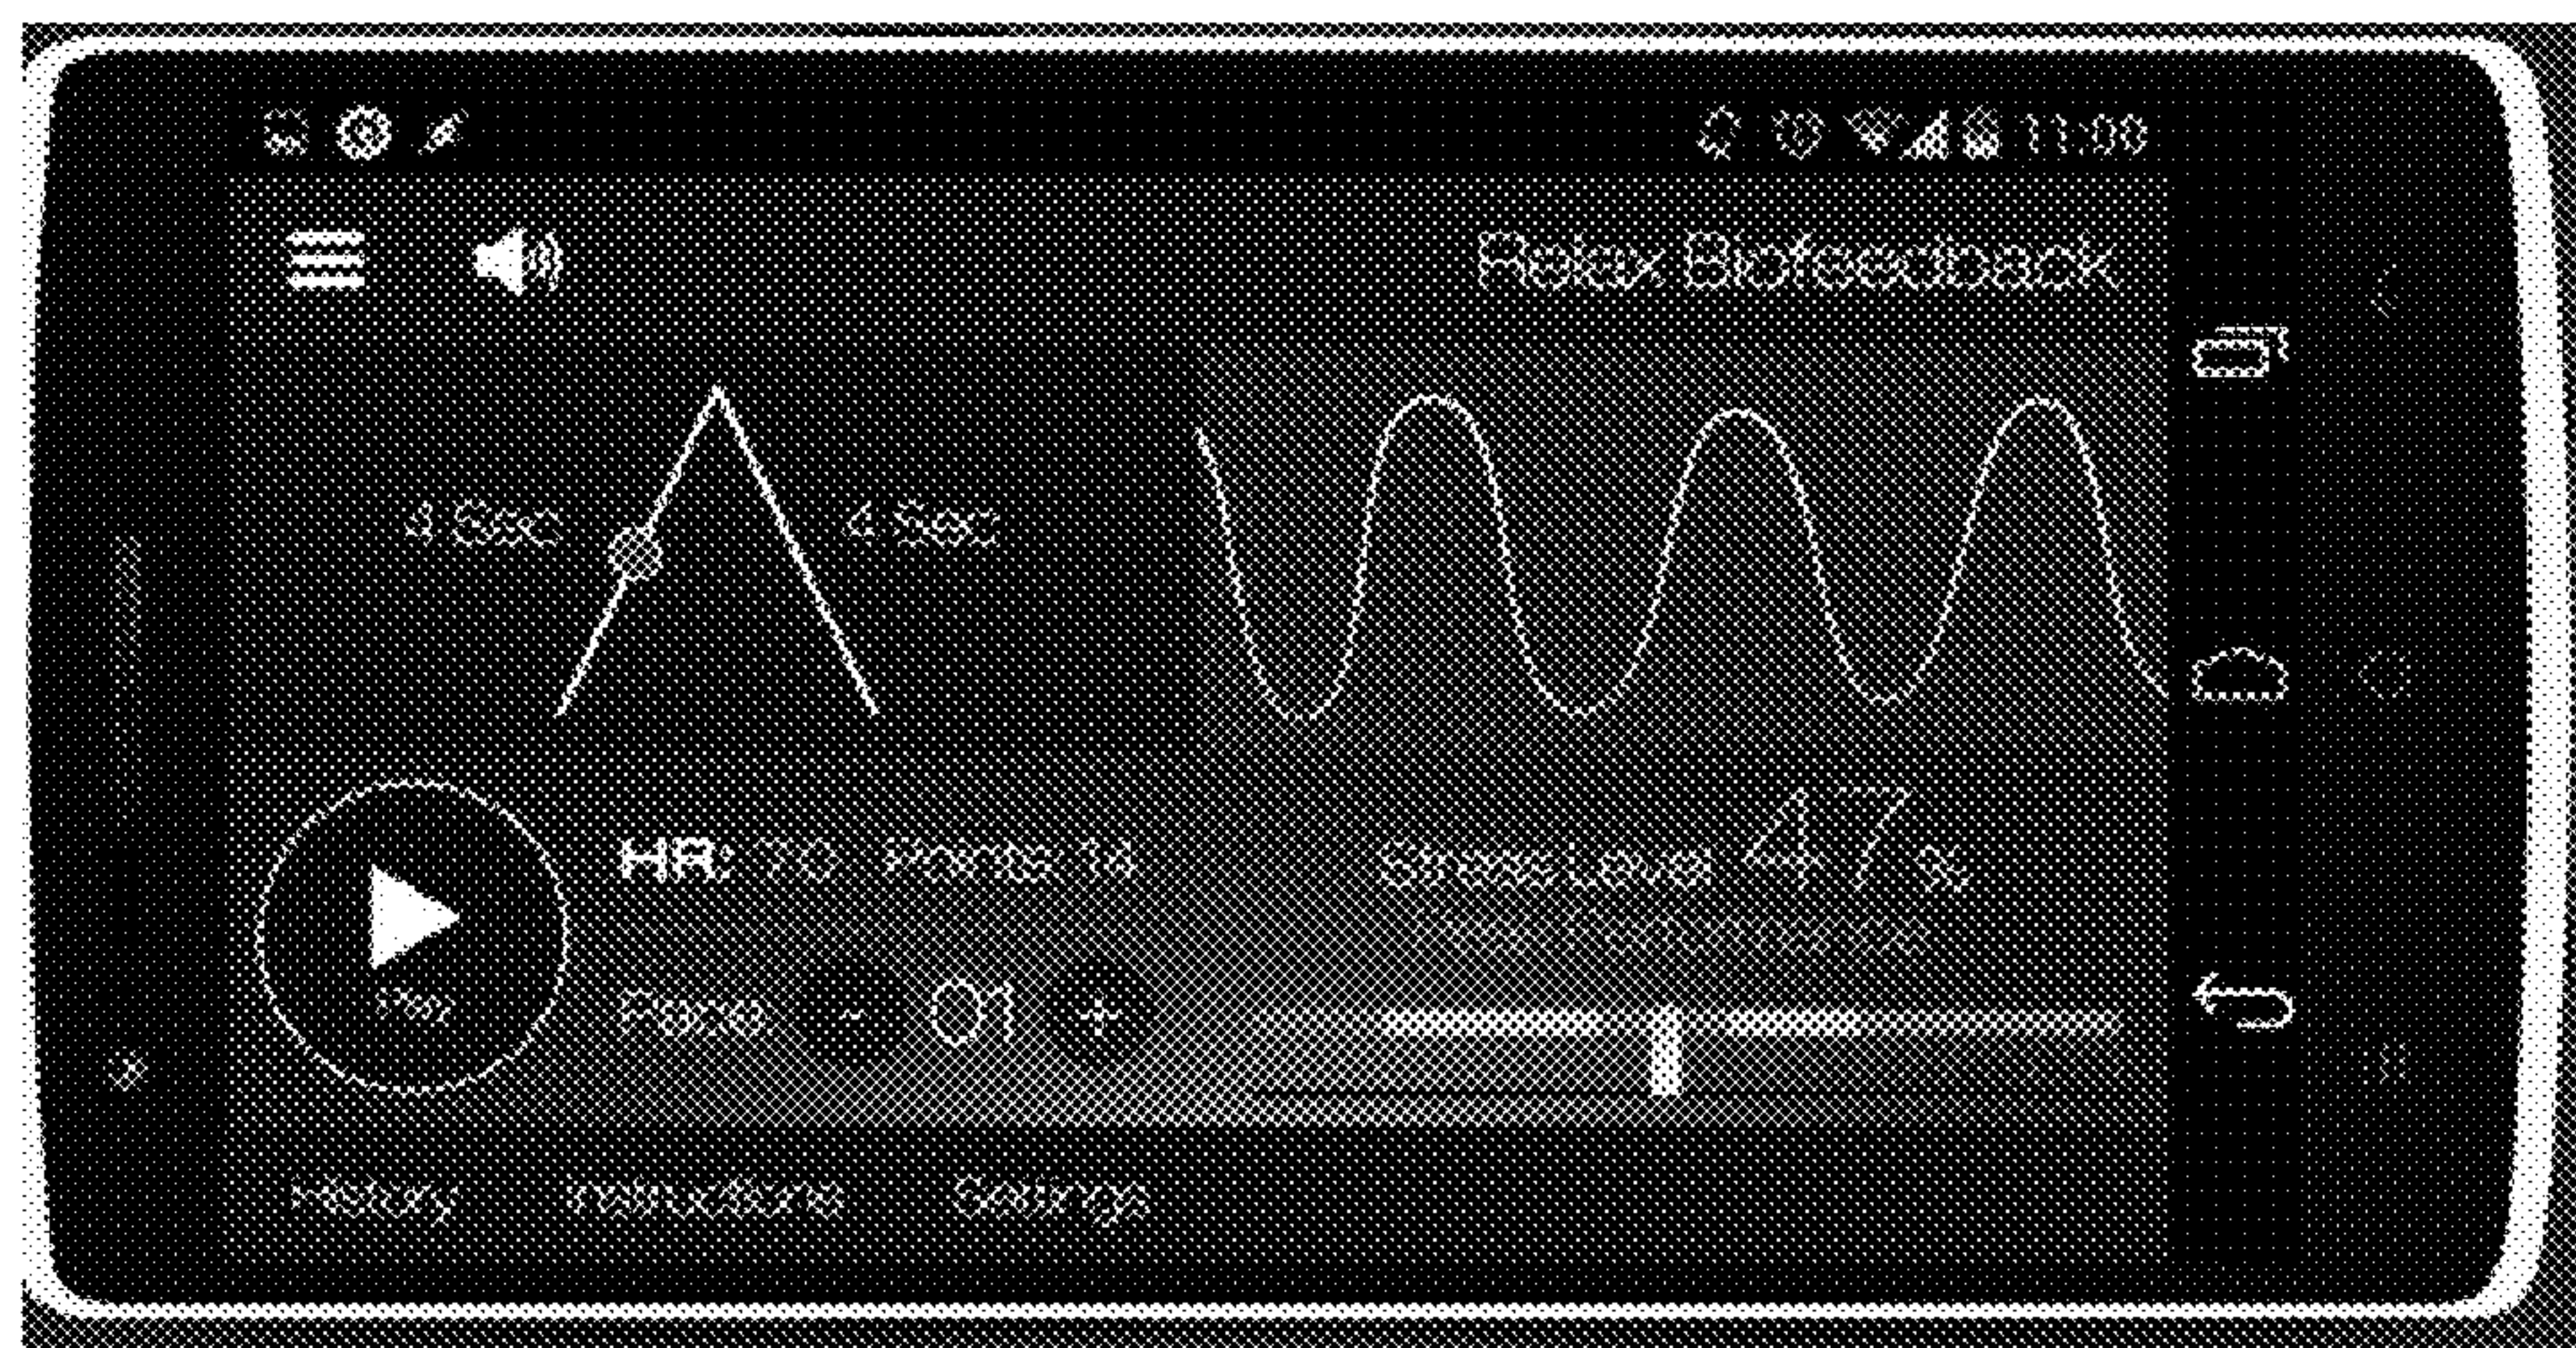 11:00
Relax Biofeedback
4 Sec 4 Sec
HR: 70 Points 14
Stress Level 47 %
Pace - 01 +
History Instructions Settings